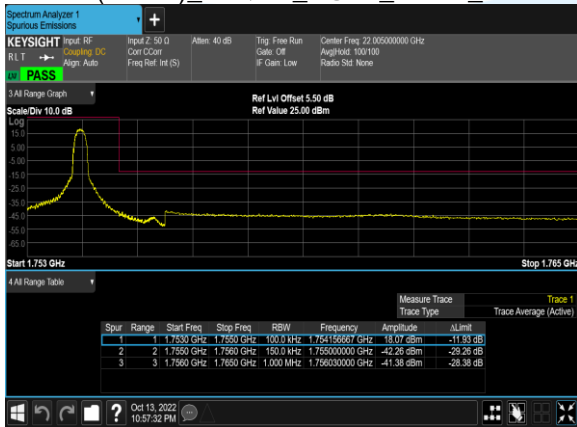 Spectrum Analyzer 1
Spurious Emissions
+
KEYSIGHT Input: RF Input Z: 50 Ω Atten: 40 dB Trig: Free Run Center Freq: 22.005000000 GHz
RLT Coupling: DC Corr CCorr Gate: Off Avg|Hold: 100/100
Align: Auto Freq Ref: Int (S) IF Gain: Low Radio Std: None
PASS
3 All Range Graph
Ref Lvl Offset 5.50 dB
Scale/Div 10.0 dB Ref Value 25.00 dBm
Log
15.0
5.00
-5.00
-15.0
-25.0
-35.0
-45.0
-55.0
-65.0
Start 1.753 GHz Stop 1.765 GHz
4 All Range Table
Measure Trace Trace 1
Trace Type Trace Average (Active)
Spur Range Start Freq Stop Freq RBW Frequency Amplitude ΔLimit
1 1 1.7530 GHz 1.7550 GHz 100.0 kHz 1.754156667 GHz 18.07 dBm -11.93 dB
2 2 1.7550 GHz 1.7560 GHz 150.0 kHz 1.755000000 GHz -42.26 dBm -29.26 dB
3 3 1.7560 GHz 1.7650 GHz 1.000 MHz 1.756030000 GHz -41.38 dBm -28.38 dB
? Oct 13, 2022
10:57:32 PM